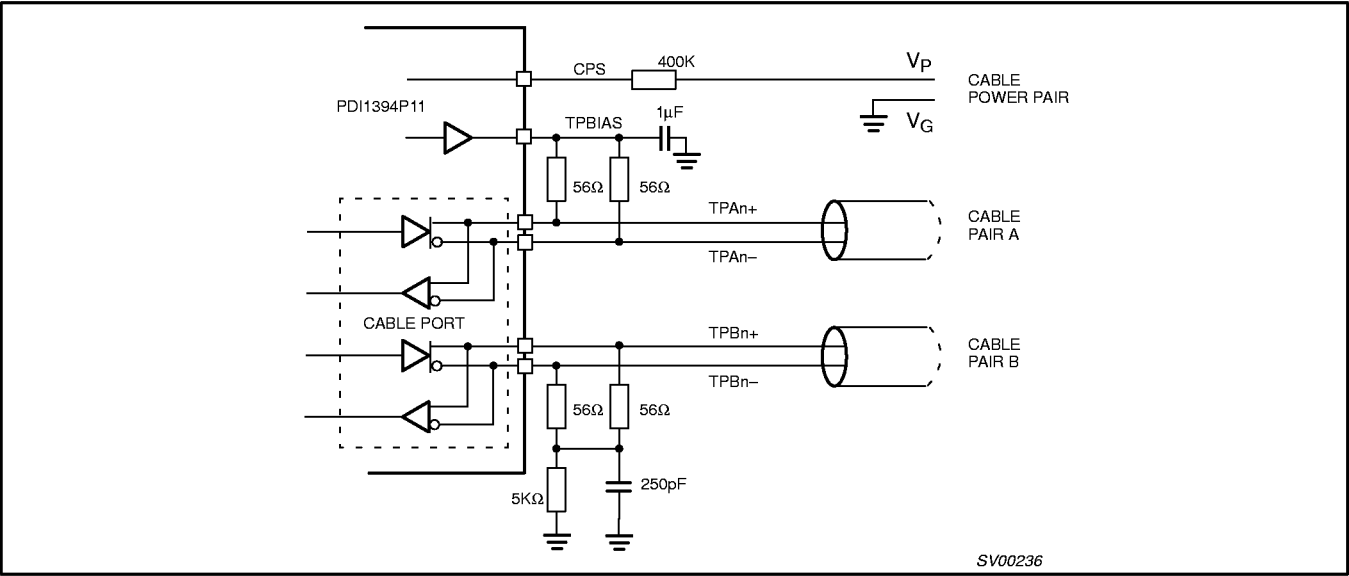 400K
CPS
VP
CABLE
POWER PAIR
PDI1394P11
1µF
TPBIAS
VG
56Ω
56Ω
TPAn+
CABLE
PAIR A
TPAn–
CABLE PORT
TPBn+
CABLE
PAIR B
TPBn–
56Ω
56Ω
250pF
5KΩ
SV00236